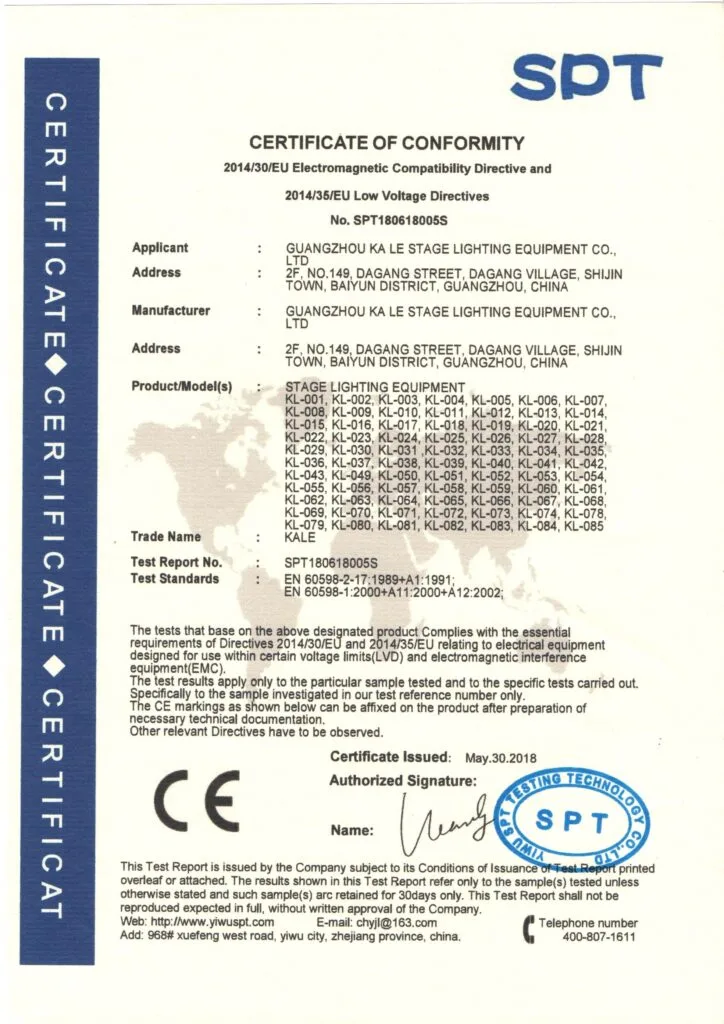 SPT
CERTIFICATE◆CERTIFICATE◆CERTIFICAT
CERTIFICATE OF CONFORMITY
2014/30/EU Electromagnetic Compatibility Directive and
2014/35/EU Low Voltage Directives
No. SPT180618005S
Applicant : GUANGZHOU KA LE STAGE LIGHTING EQUIPMENT CO.,
LTD
Address : 2F, NO.149, DAGANG STREET, DAGANG VILLAGE, SHIJIN
TOWN, BAIYUN DISTRICT, GUANGZHOU, CHINA
Manufacturer : GUANGZHOU KA LE STAGE LIGHTING EQUIPMENT CO.,
LTD
Address : 2F, NO.149, DAGANG STREET, DAGANG VILLAGE, SHIJIN
TOWN, BAIYUN DISTRICT, GUANGZHOU, CHINA
Product/Model(s) : STAGE LIGHTING EQUIPMENT
KL-001, KL-002, KL-003, KL-004, KL-005, KL-006, KL-007,
KL-008, KL-009, KL-010, KL-011, KL-012, KL-013, KL-014,
KL-015, KL-016, KL-017, KL-018, KL-019, KL-020, KL-021,
KL-022, KL-023, KL-024, KL-025, KL-026, KL-027, KL-028,
KL-029, KL-030, KL-031, KL-032, KL-033, KL-034, KL-035,
KL-036, KL-037, KL-038, KL-039, KL-040, KL-041, KL-042,
KL-043, KL-049, KL-050, KL-051, KL-052, KL-053, KL-054,
KL-055, KL-056, KL-057, KL-058, KL-059, KL-060, KL-061,
KL-062, KL-063, KL-064, KL-065, KL-066, KL-067, KL-068,
KL-069, KL-070, KL-071, KL-072, KL-073, KL-074, KL-078,
KL-079, KL-080, KL-081, KL-082, KL-083, KL-084, KL-085
Trade Name : KALE
Test Report No. : SPT180618005S
Test Standards : EN 60598-2-17:1989+A1:1991;
EN 60598-1:2000+A11:2000+A12:2002;
The tests that base on the above designated product Complies with the essential
requirements of Directives 2014/30/EU and 2014/35/EU relating to electrical equipment
designed for use within certain voltage limits(LVD) and electromagnetic interference
equipment(EMC).
The test results apply only to the particular sample tested and to the specific tests carried out.
Specifically to the sample investigated in our test reference number only.
The CE markings as shown below can be affixed on the product after preparation of
necessary technical documentation.
Other relevant Directives have to be observed.
Certificate Issued: May.30.2018
Authorized Signature:
Name:
CE
YIWU SPT TESTING TECHNOLOGY CO.,LTD
SPT
This Test Report is issued by the Company subject to its Conditions of Issuance of Test Report printed
overleaf or attached. The results shown in this Test Report refer only to the sample(s) tested unless
otherwise stated and such sample(s) arc retained for 30days only. This Test Report shall not be
reproduced expected in full, without written approval of the Company.
Web: http://www.yiwuspt.com E-mail: chyjl@163.com
Add: 968# xuefeng west road, yiwu city, zhejiang province, china.
Telephone number
400-807-1611